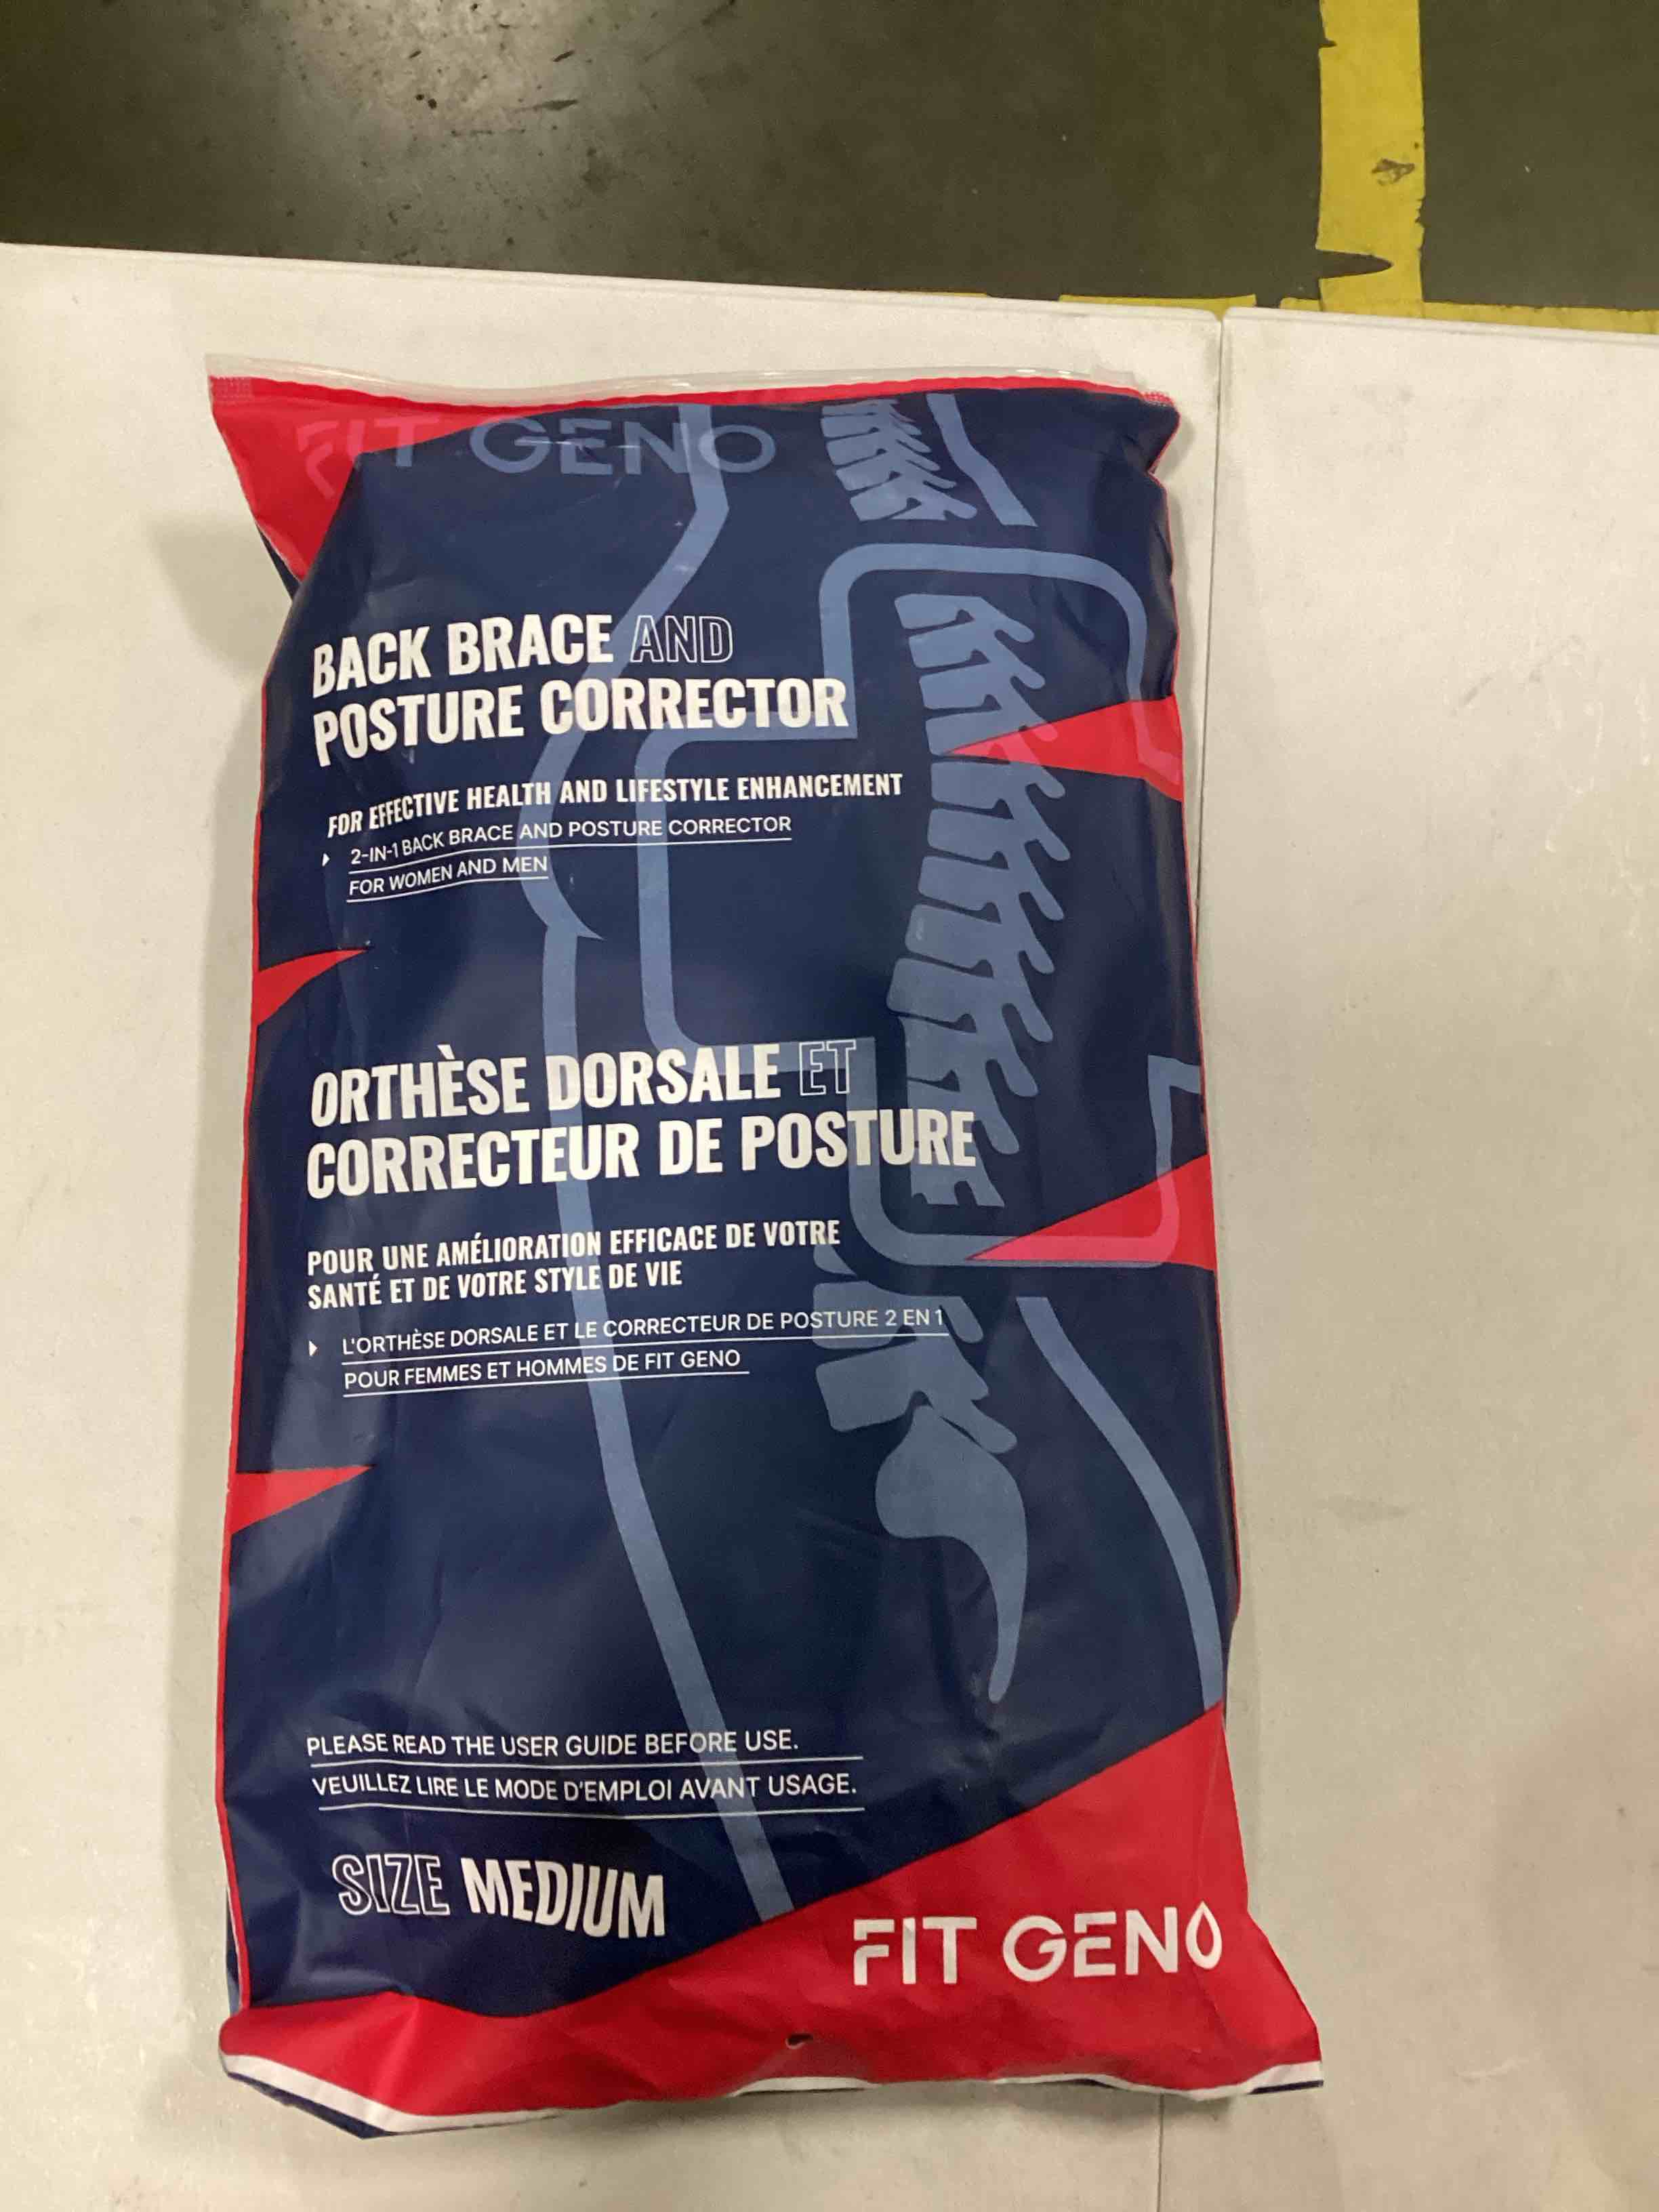 FIT GENO
BACK BRACE AND
POSTURE CORRECTOR
FOR EFFECTIVE HEALTH AND LIFESTYLE ENHANCEMENT
2-IN-1 BACK BRACE AND POSTURE CORRECTOR
FOR WOMEN AND MEN
ORTHÈSE DORSALE ET
CORRECTEUR DE POSTURE
POUR UNE AMÉLIORATION EFFICACE DE VOTRE
SANTÉ ET DE VOTRE STYLE DE VIE
L'ORTHÈSE DORSALE ET LE CORRECTEUR DE POSTURE 2 EN 1
POUR FEMMES ET HOMMES DE FIT GENO
PLEASE READ THE USER GUIDE BEFORE USE.
VEUILLEZ LIRE LE MODE D'EMPLOI AVANT USAGE.
SIZE MEDIUM
FIT GENO